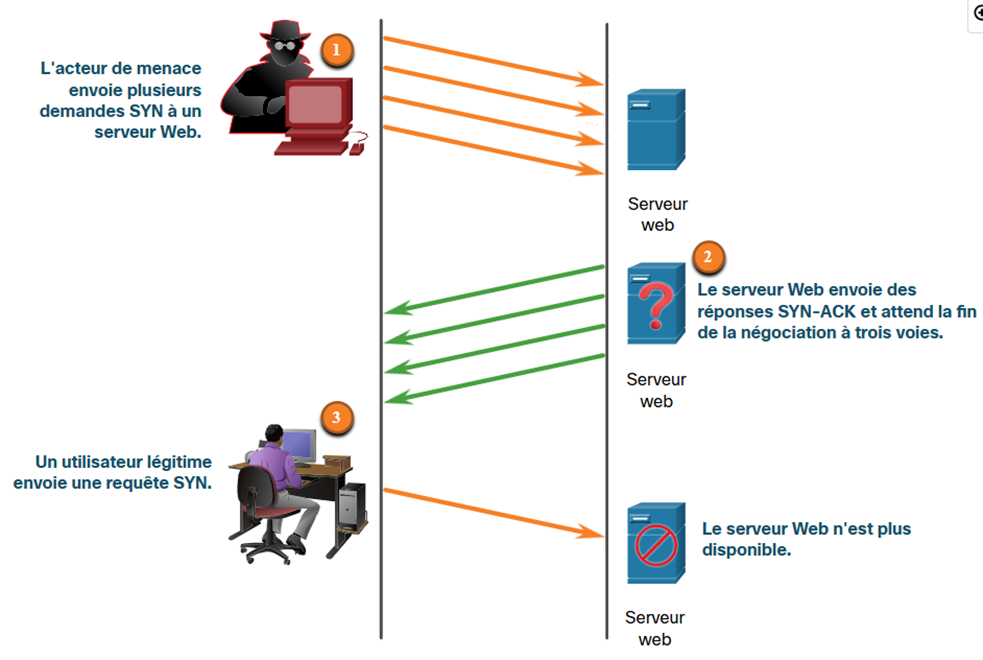 1
L'acteur de menace
envoie plusieurs
demandes SYN à un
serveur Web.
Serveur
web
2
Le serveur Web envoie des
réponses SYN-ACK et attend la fin
de la négociation à trois voies.
?
Serveur
web
3
Un utilisateur légitime
envoie une requête SYN.
Le serveur Web n'est plus
disponible.
Serveur
web